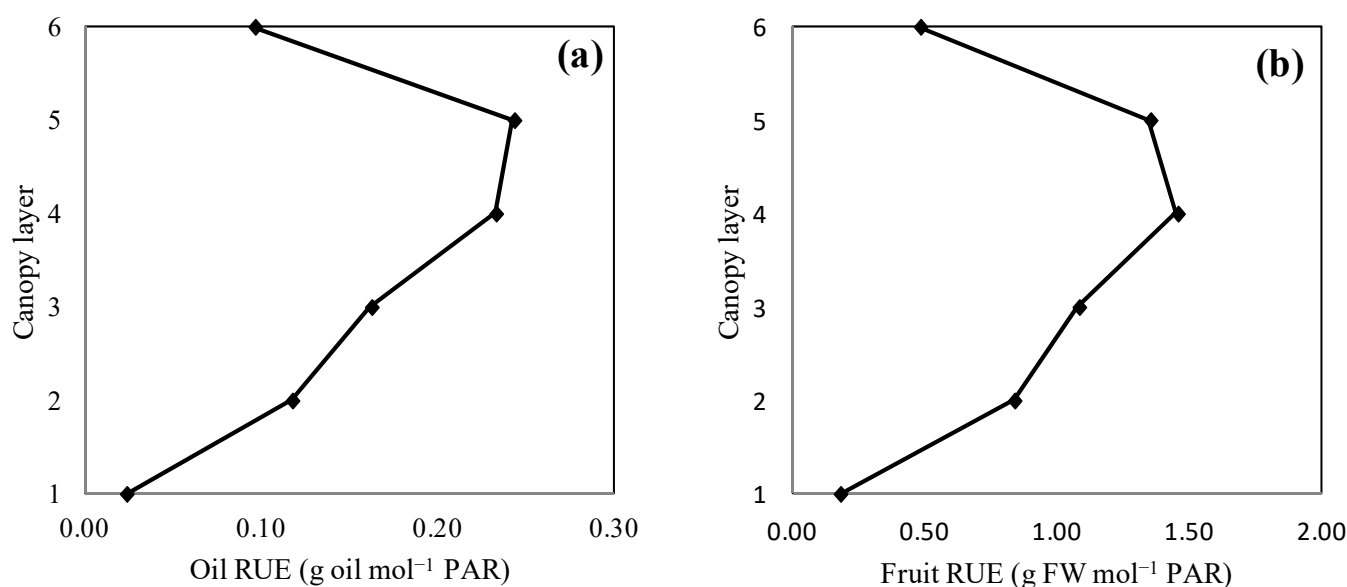 (a)
6
5
4
3
2
1
Canopy layer
0.00 0.10 0.20 0.30
Oil RUE (g oil mol⁻¹ PAR)
(b)
6
5
4
3
2
1
Canopy layer
0.00 0.50 1.00 1.50 2.00
Fruit RUE (g FW mol⁻¹ PAR)